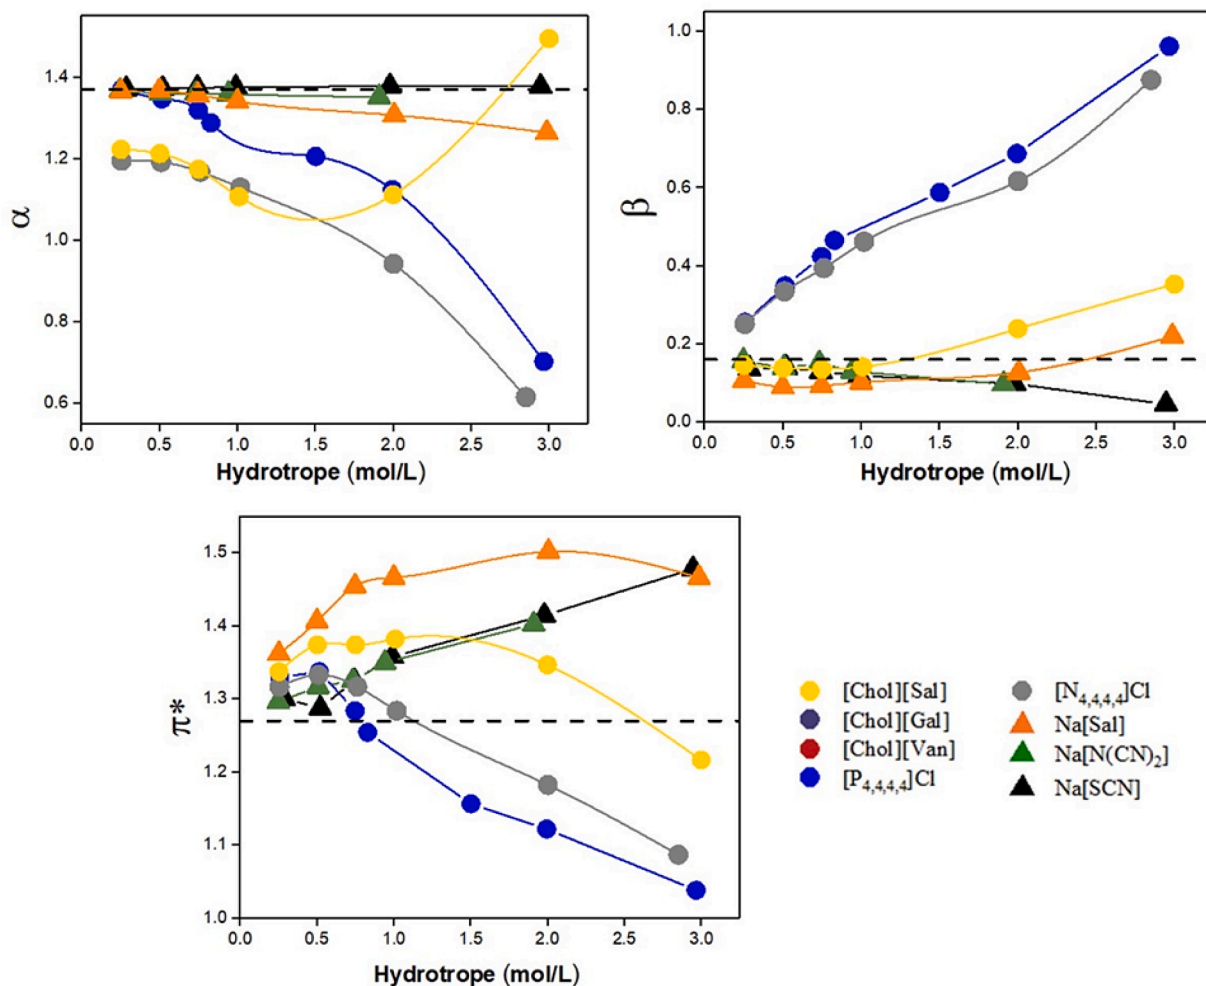 α
1.4
1.2
1.0
0.8
0.6
0.0 0.5 1.0 1.5 2.0 2.5 3.0
Hydrotrope (mol/L)
β
1.0
0.8
0.6
0.4
0.2
0.0
0.0 0.5 1.0 1.5 2.0 2.5 3.0
Hydrotrope (mol/L)
π*
1.5
1.4
1.3
1.2
1.1
1.0
0.0 0.5 1.0 1.5 2.0 2.5 3.0
Hydrotrope (mol/L)
[Chol][Sal]
[Chol][Gal]
[Chol][Van]
[P4,4,4,4]Cl
[N4,4,4,4]Cl
Na[Sal]
Na[N(CN)2]
Na[SCN]